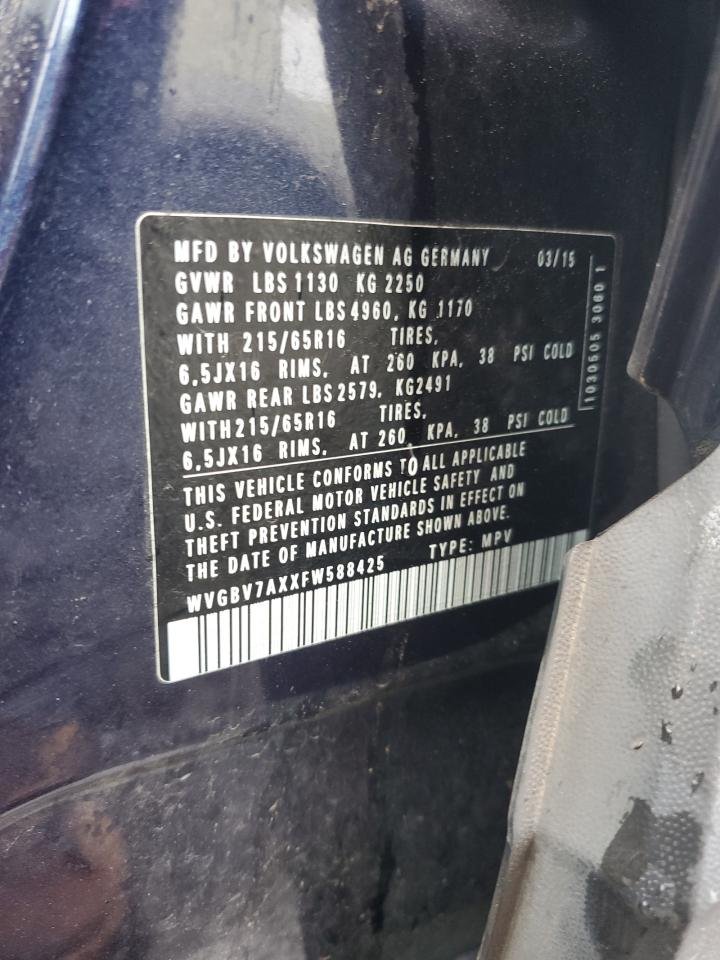 MFD BY VOLKSWAGEN AG GERMANY 03/15
GVWR LBS 1130 KG 2250
GAWR FRONT LBS 4960, KG 1170
WITH 215/65R16 TIRES,
6,5JX16 RIMS, AT 260 KPA, 38 PSI COLD
GAWR REAR LBS2579, KG2491
WITH215/65R16 TIRES,
6,5JX16 RIMS, AT 260, KPA, 38 PSI COLD
THIS VEHICLE CONFORMS TO ALL APPLICABLE
U.S. FEDERAL MOTOR VEHICLE SAFETY AND
THEFT PREVENTION STANDARDS IN EFFECT ON
THE DATE OF MANUFACTURE SHOWN ABOVE.
WVGBV7AXXFW588425 TYPE: MPV
1030505 3060 1